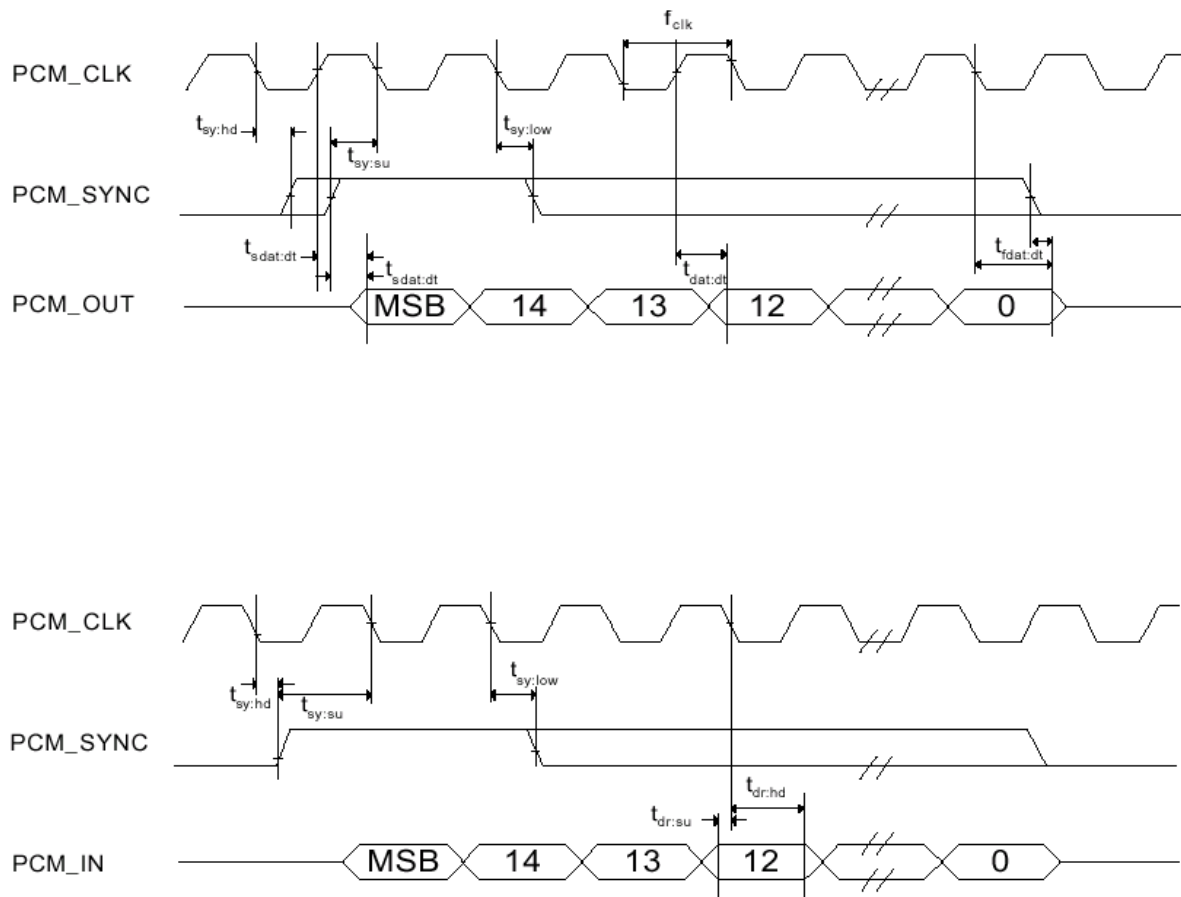 f_clk
PCM_CLK
t_sy:hd
t_sy:su
t_sy:low
PCM_SYNC
t_sdat:dt
t_sdat:dt
t_dat:dt
t_fdat:dt
PCM_OUT
MSB 14 13 12 0
PCM_CLK
t_sy:hd
t_sy:su
t_sy:low
PCM_SYNC
t_dr:su
t_dr:hd
PCM_IN
MSB 14 13 12 0